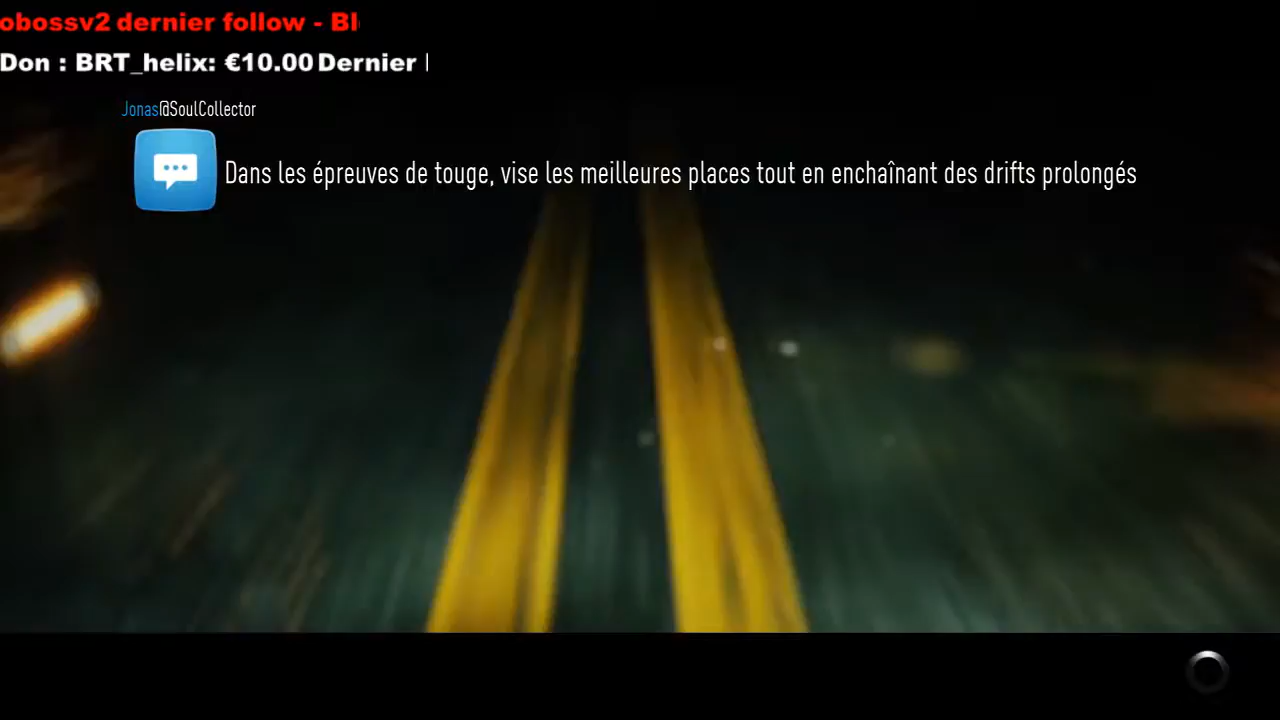 obossv2 dernier follow - Bl
Don : BRT_helix: €10.00 Dernier
Jonas@SoulCollector
Dans les épreuves de touge, vise les meilleures places tout en enchaînant des drifts prolongés